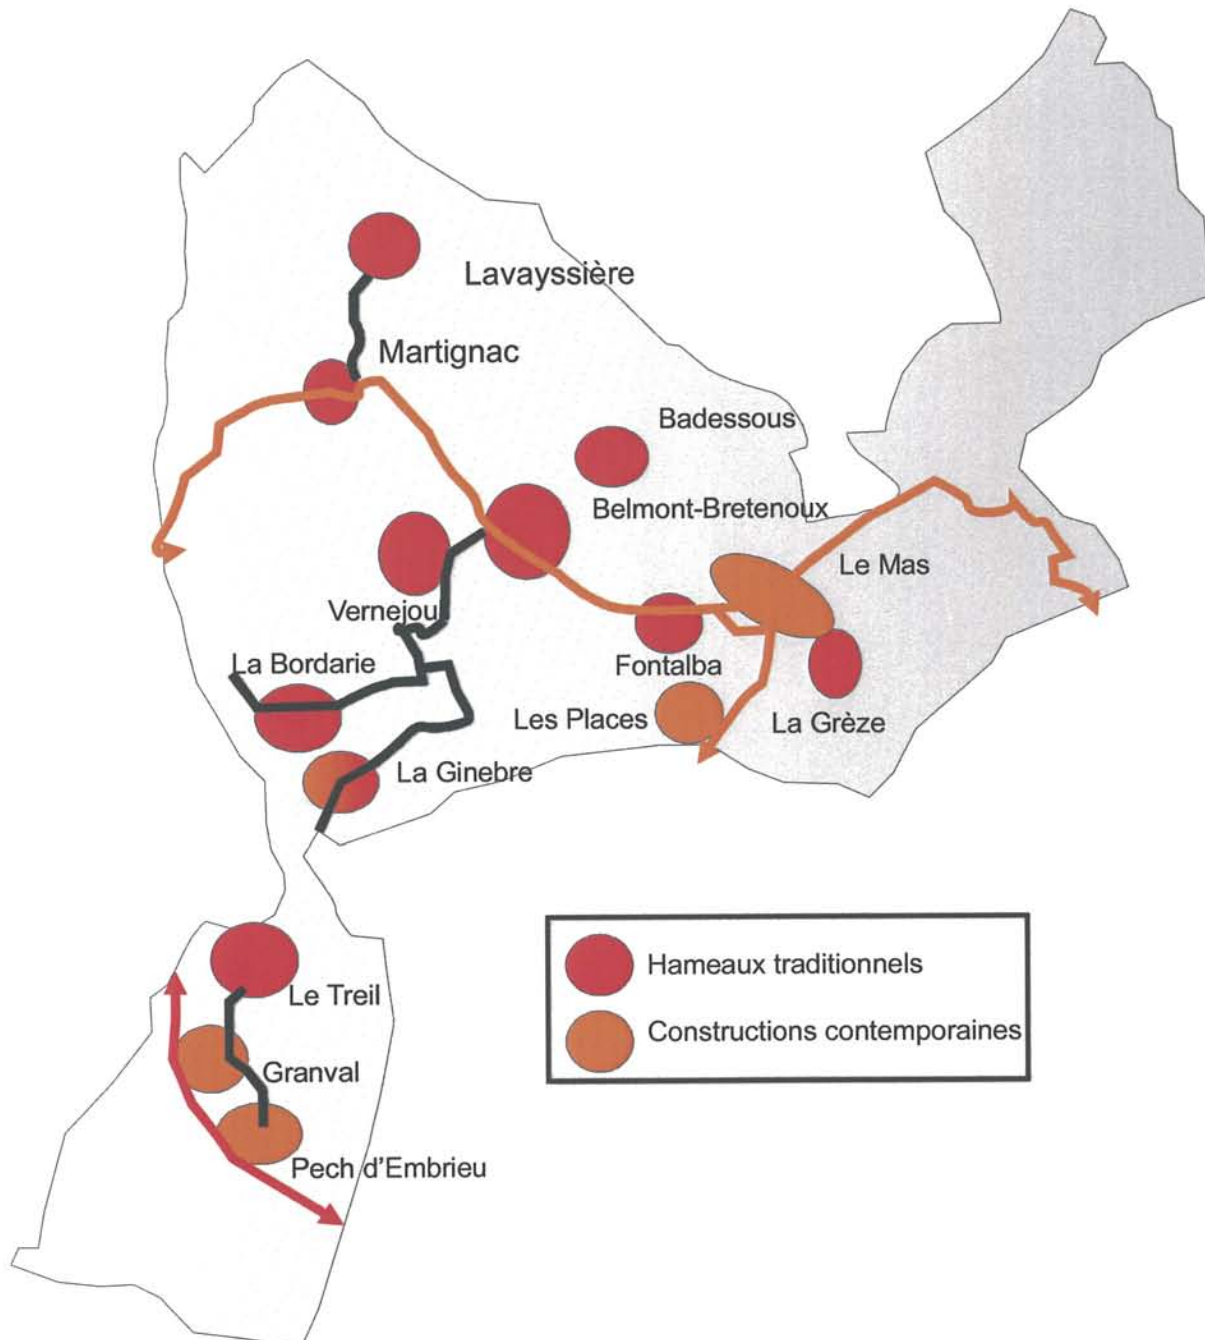 Lavayssière
Martignac
Badessous
Belmont-Bretenoux
Le Mas
Vernejou
La Bordarie
Fontalba
Les Places
La Grèze
La Ginebre
Le Treil
Granval
Pech d'Embrieu
Hameaux traditionnels
Constructions contemporaines